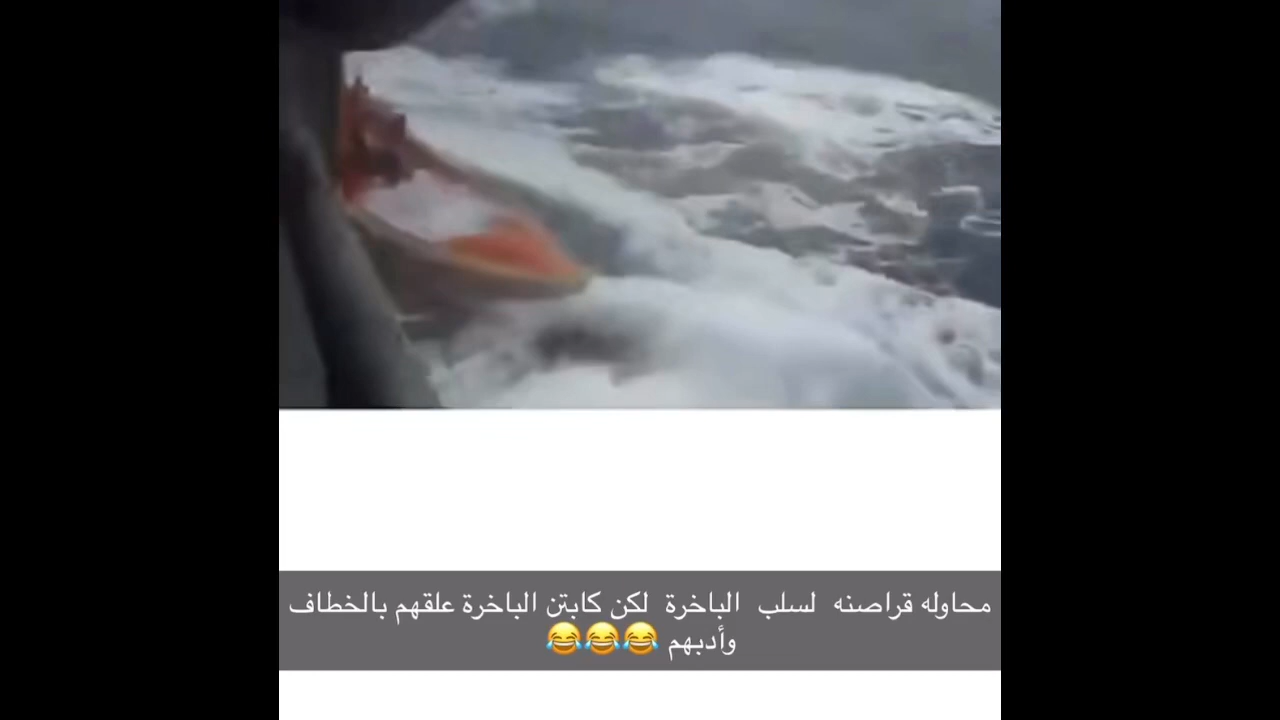 محاوله قراصنه لسلب الباخرة لكن كابتن الباخرة علقهم بالخطاف
وأدبهم 😂😂😂